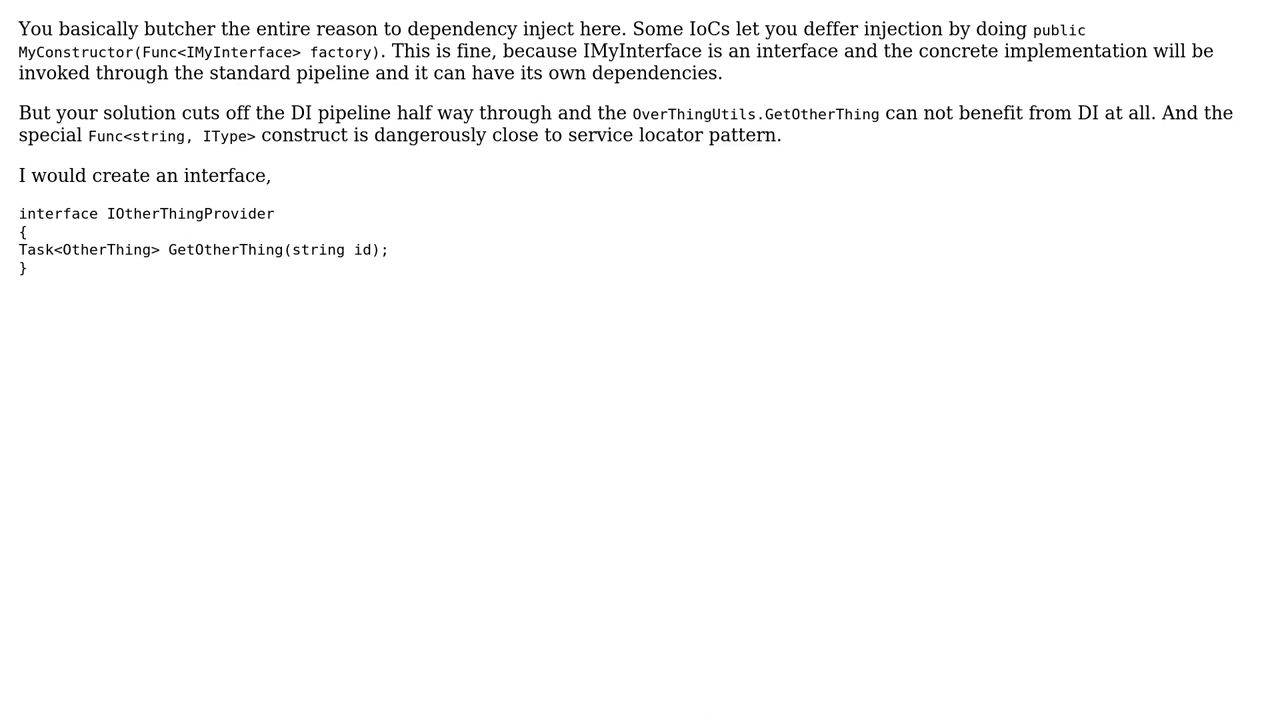 You basically butcher the entire reason to dependency inject here. Some IoCs let you deffer injection by doing public
MyConstructor(Func<IMyInterface> factory). This is fine, because IMyInterface is an interface and the concrete implementation will be
invoked through the standard pipeline and it can have its own dependencies.
But your solution cuts off the DI pipeline half way through and the OverThingUtils.GetOtherThing can not benefit from DI at all. And the
special Func<string, IType> construct is dangerously close to service locator pattern.
I would create an interface,
interface IOtherThingProvider
{
Task<OtherThing> GetOtherThing(string id);
}